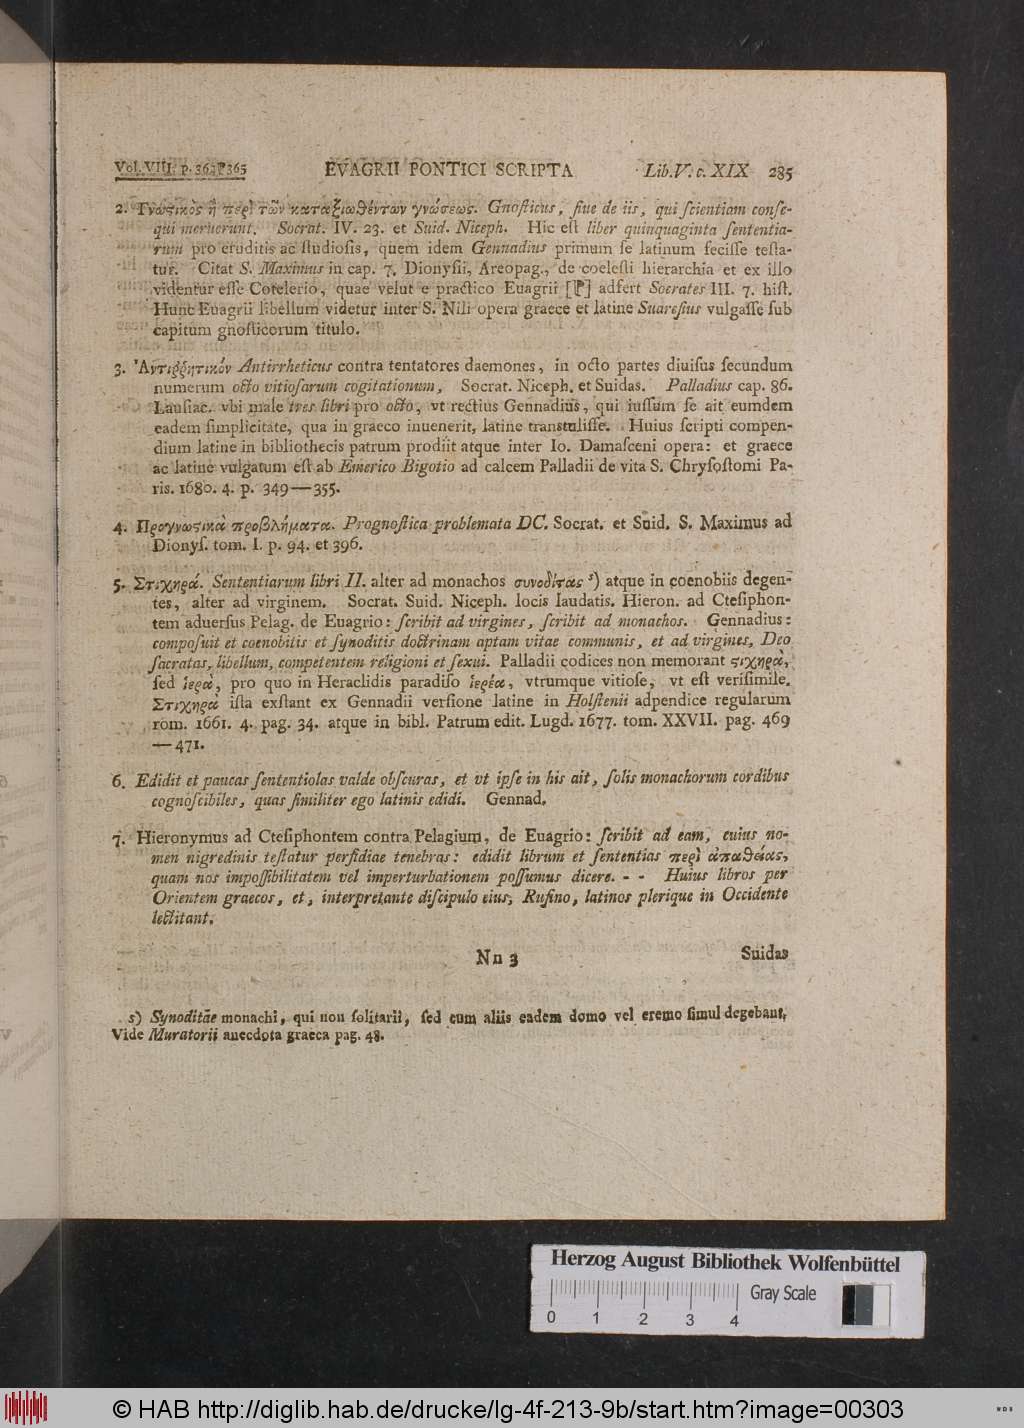 Vol. VIII. p. 363 365 EVAGRII PONTICI SCRIPTA Lib. V. c. XIX 285
2. Γνωϛικὸς ἢ περὶ τῶν καταξιωθέντων γνώσεως. Gnoſticus, ſiue de iis, qui ſcientiam conſe-
qui meruerunt. Socrat. IV. 23. et Suid. Niceph. Hic eſt liber quinquaginta ſententia-
rum pro eruditis ac ſtudioſis, quem idem Gennadius primum ſe latinum feciſſe teſta-
tur. Citat S. Maximus in cap. 7. Dionyſii, Areopag., de coeleſti hierarchia et ex illo
videntur eſſe Cotelerio, quae velut e practico Euagrii [⁋] adfert Socrates III. 7. hiſt.
Hunc Euagrii libellum videtur inter S. Nili opera graece et latine Suareſius vulgaſſe ſub
capitum gnoſticorum titulo.
3. Ἀντιῤῥητικόν Antirrheticus contra tentatores daemones, in octo partes diuiſus ſecundum
numerum octo vitioſarum cogitationum, Socrat. Niceph. et Suidas. Palladius cap. 86.
Lauſiac. vbi male tres libri pro octo, vt rectius Gennadius, qui iuſſum ſe ait eumdem
eadem ſimplicitate, qua in graeco inuenerit, latine transtuliſſe. Huius ſcripti compen-
dium latine in bibliothecis patrum prodiit atque inter Io. Damaſceni opera: et graece
ac latine vulgatum eſt ab Emerico Bigotio ad calcem Palladii de vita S. Chryſoſtomi Pa-
ris. 1680. 4. p. 349—355.
4. Προγνωϛικὰ προβλήματα. Prognoſtica problemata DC. Socrat. et Suid. S. Maximus ad
Dionyſ. tom. I. p. 94. et 396.
5. Στιχηρά. Sententiarum libri II. alter ad monachos συνοδίτας s) atque in coenobiis degen-
tes, alter ad virginem. Socrat. Suid. Niceph. locis laudatis. Hieron. ad Cteſiphon-
tem aduerſus Pelag. de Euagrio: ſcribit ad virgines, ſcribit ad monachos. Gennadius:
compoſuit et coenobitis et ſynoditis doctrinam aptam vitae communis, et ad virgines, Deo
ſacratas, libellum, competentem religioni et ſexui. Palladii codices non memorant ϛιχηρὰ,
ſed ἱερὰ, pro quo in Heraclidis paradiſo ἱερέα, vtrumque vitioſe, vt eſt veriſimile.
Στιχηρά iſta exſtant ex Gennadii verſione latine in Holſtenii adpendice regularum
rom. 1661. 4. pag. 34. atque in bibl. Patrum edit. Lugd. 1677. tom. XXVII. pag. 469
—471.
6. Edidit et paucas ſententiolas valde obſcuras, et vt ipſe in his ait, ſolis monachorum cordibus
cognoſcibiles, quas ſimiliter ego latinis edidi. Gennad.
7. Hieronymus ad Cteſiphontem contra Pelagium, de Euagrio: ſcribit ad eam, cuius no-
men nigredinis teſtatur perfidiae tenebras: edidit librum et ſententias περὶ ἀπαθείας,
quam nos impoſſibilitatem vel imperturbationem poſſumus dicere. - - Huius libros per
Orientem graecos, et, interpretante diſcipulo eius, Rufino, latinos plerique in Occidente
lectitant.
Nn 3 Suidas
s) Synoditae monachi, qui non ſolitarii, ſed cum aliis eadem domo vel eremo ſimul degebant,
Vide Muratorii anecdota graeca pag. 48.
Herzog August Bibliothek Wolfenbüttel
Gray Scale
0 1 2 3 4
© HAB http://diglib.hab.de/drucke/lg-4f-213-9b/start.htm?image=00303